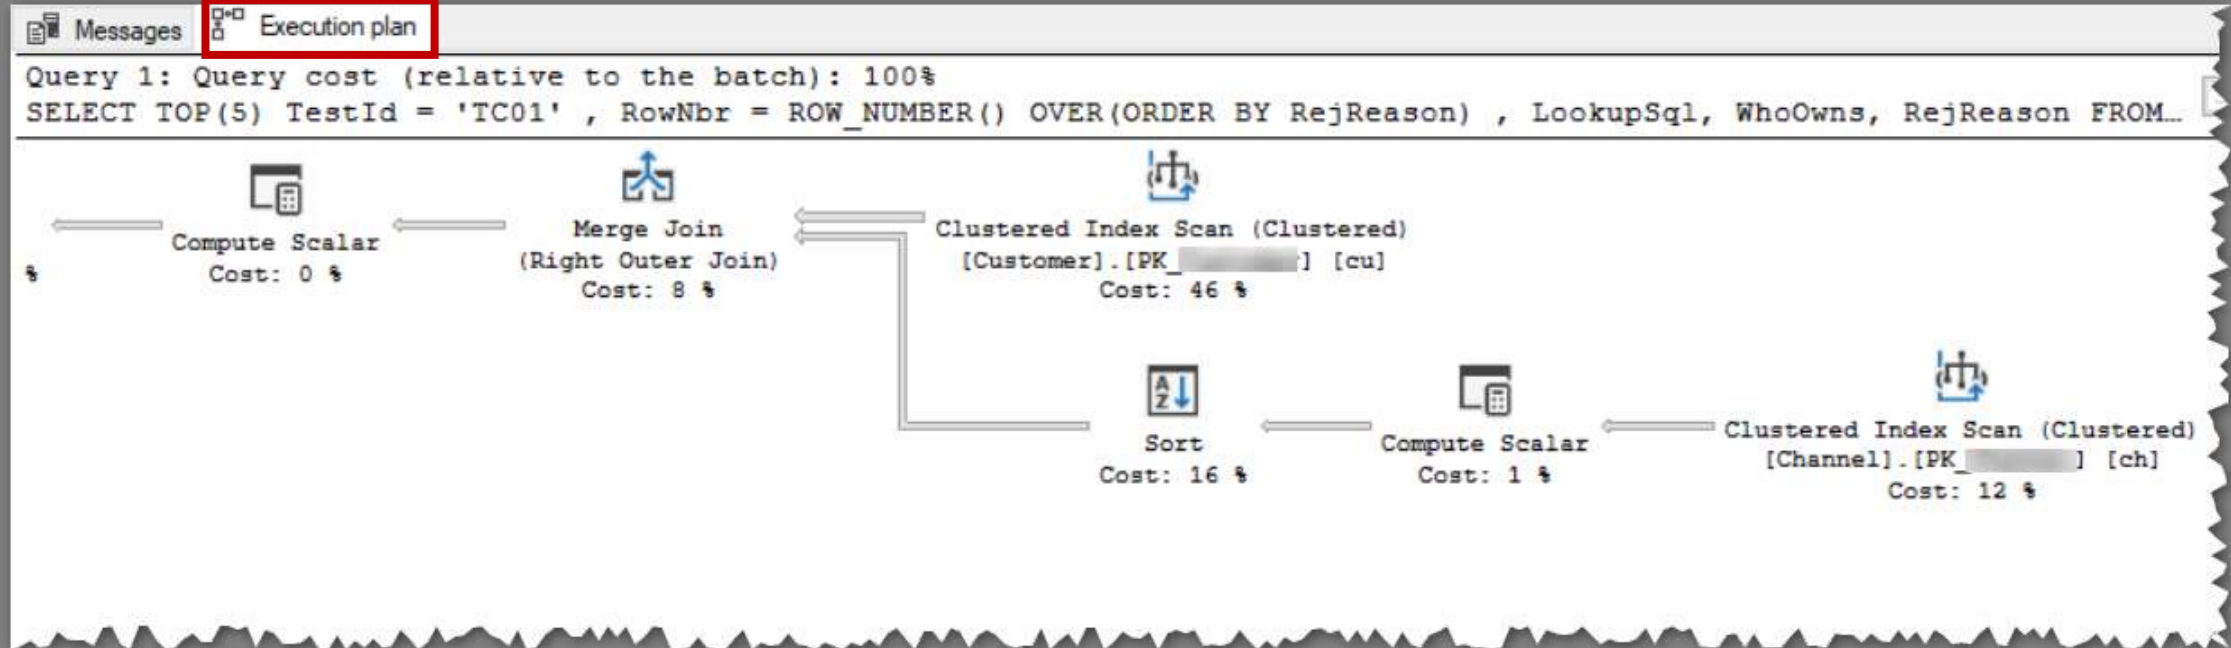 Messages
Execution plan
Query 1: Query cost (relative to the batch): 100%
SELECT TOP(5) TestId = 'TC01' , RowNbr = ROW_NUMBER() OVER(ORDER BY RejReason) , LookupSql, WhoOwns, RejReason FROM…
%
Compute Scalar
Cost: 0 %
Merge Join
(Right Outer Join)
Cost: 8 %
Clustered Index Scan (Clustered)
[Customer].[PK_ ] [cu]
Cost: 46 %
Sort
Cost: 16 %
Compute Scalar
Cost: 1 %
Clustered Index Scan (Clustered)
[Channel].[PK_ ] [ch]
Cost: 12 %